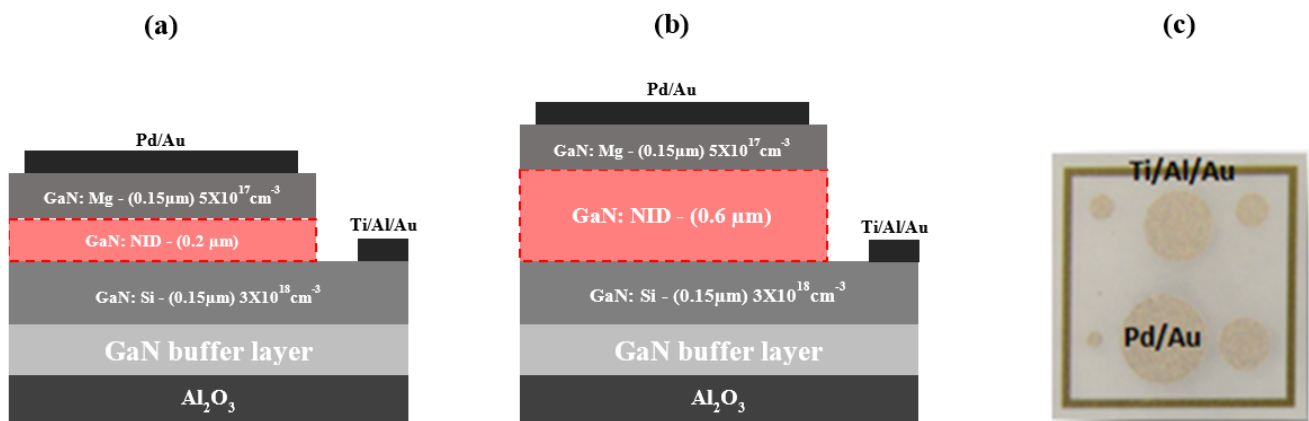 (a)
Pd/Au
GaN: Mg - (0.15μm) 5X10¹⁷cm⁻³
GaN: NID - (0.2 μm)
Ti/Al/Au
GaN: Si - (0.15μm) 3X10¹⁸cm⁻³
GaN buffer layer
Al₂O₃
(b)
Pd/Au
GaN: Mg - (0.15μm) 5X10¹⁷cm⁻³
GaN: NID - (0.6 μm)
Ti/Al/Au
GaN: Si - (0.15μm) 3X10¹⁸cm⁻³
GaN buffer layer
Al₂O₃
(c)
Ti/Al/Au
Pd/Au